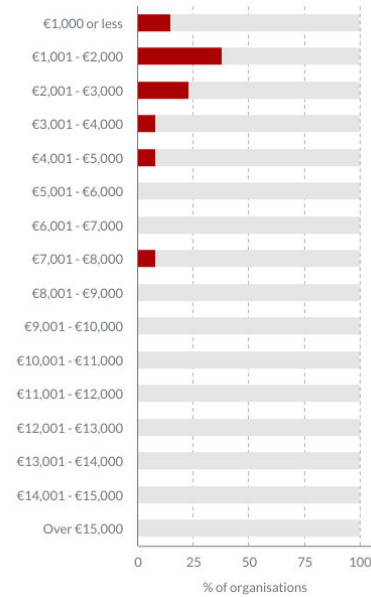 €1,000 or less
€1,001 - €2,000
€2,001 - €3,000
€3,001 - €4,000
€4,001 - €5,000
€5,001 - €6,000
€6,001 - €7,000
€7,001 - €8,000
€8,001 - €9,000
€9,001 - €10,000
€10,001 - €11,000
€11,001 - €12,000
€12,001 - €13,000
€13,001 - €14,000
€14,001 - €15,000
Over €15,000
0 25 50 75 100
% of organisations